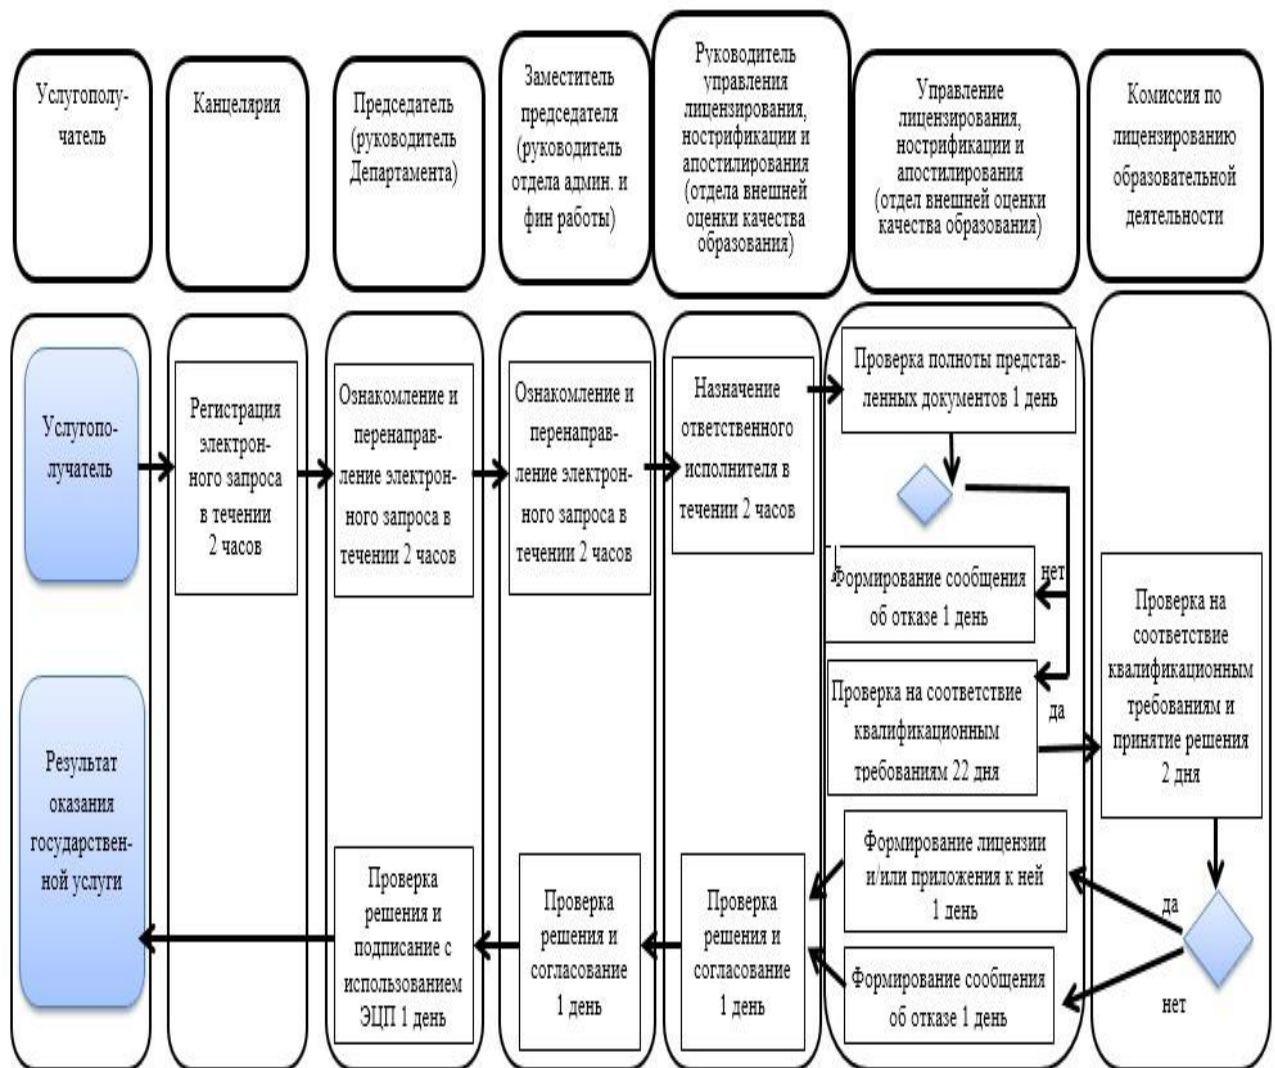 Услугополу-
чатель
Канцелярия
Председатель
(руководитель
Департамента)
Заместитель
председателя
(руководитель
отдела админ. и
фин работы)
Руководитель
управления
лицензирования,
нострификации и
апостилирования
(отдела внешней
оценки качества
образования)
Управление
лицензирования,
нострификации и
апостилирования
(отдел внешней оценки
качества образования)
Комиссия по
лицензированию
образовательной
деятельности
Услугопо-
лучатель
Регистрация
электрон-
ного запроса
в течении
2 часов
Ознакомление и
перенаправ-
ление электрон-
ного запроса в
течении 2 часов
Ознакомление и
перенаправ-
ление электрон-
ного запроса в
течении 2 часов
Назначение
ответственного
исполнителя в
течении 2 часов
Проверка полноты представ-
ленных документов 1 день
Формирование сообщения
об отказе 1 день
нет
Проверка на соответствие
квалификационным
требованиям 22 дня
да
Проверка на
соответствие
квалификационным
требованиям и
принятие решения
2 дня
Результат
оказания
государствен-
ной услуги
Проверка
решения и
подписание с
использованием
ЭЦП 1 день
Проверка
решения и
согласование
1 день
Проверка
решения и
согласование
1 день
Формирование лицензии
и/или приложения к ней
1 день
да
Формирование сообщения
об отказе 1 день
нет